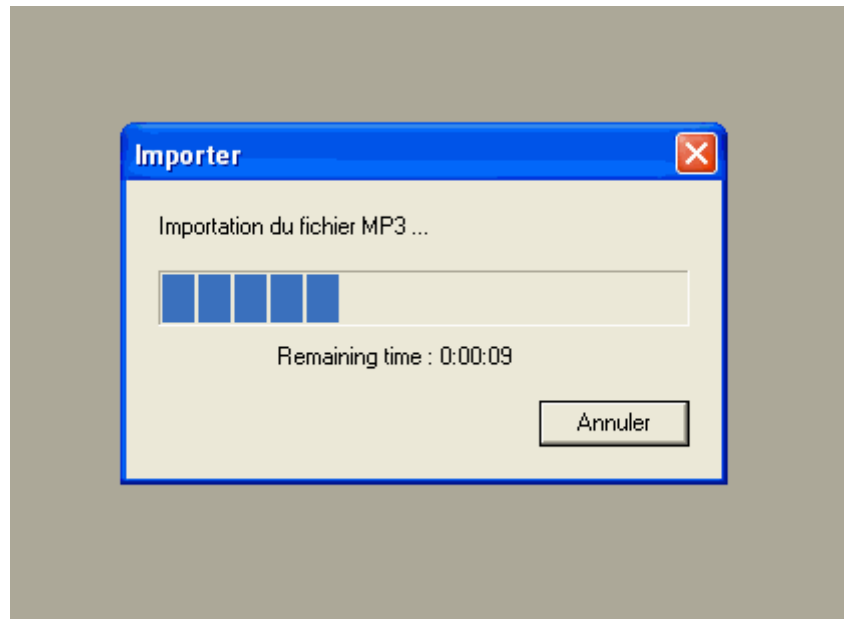 Importer
Importation du fichier MP3 ...
Remaining time : 0:00:09
Annuler